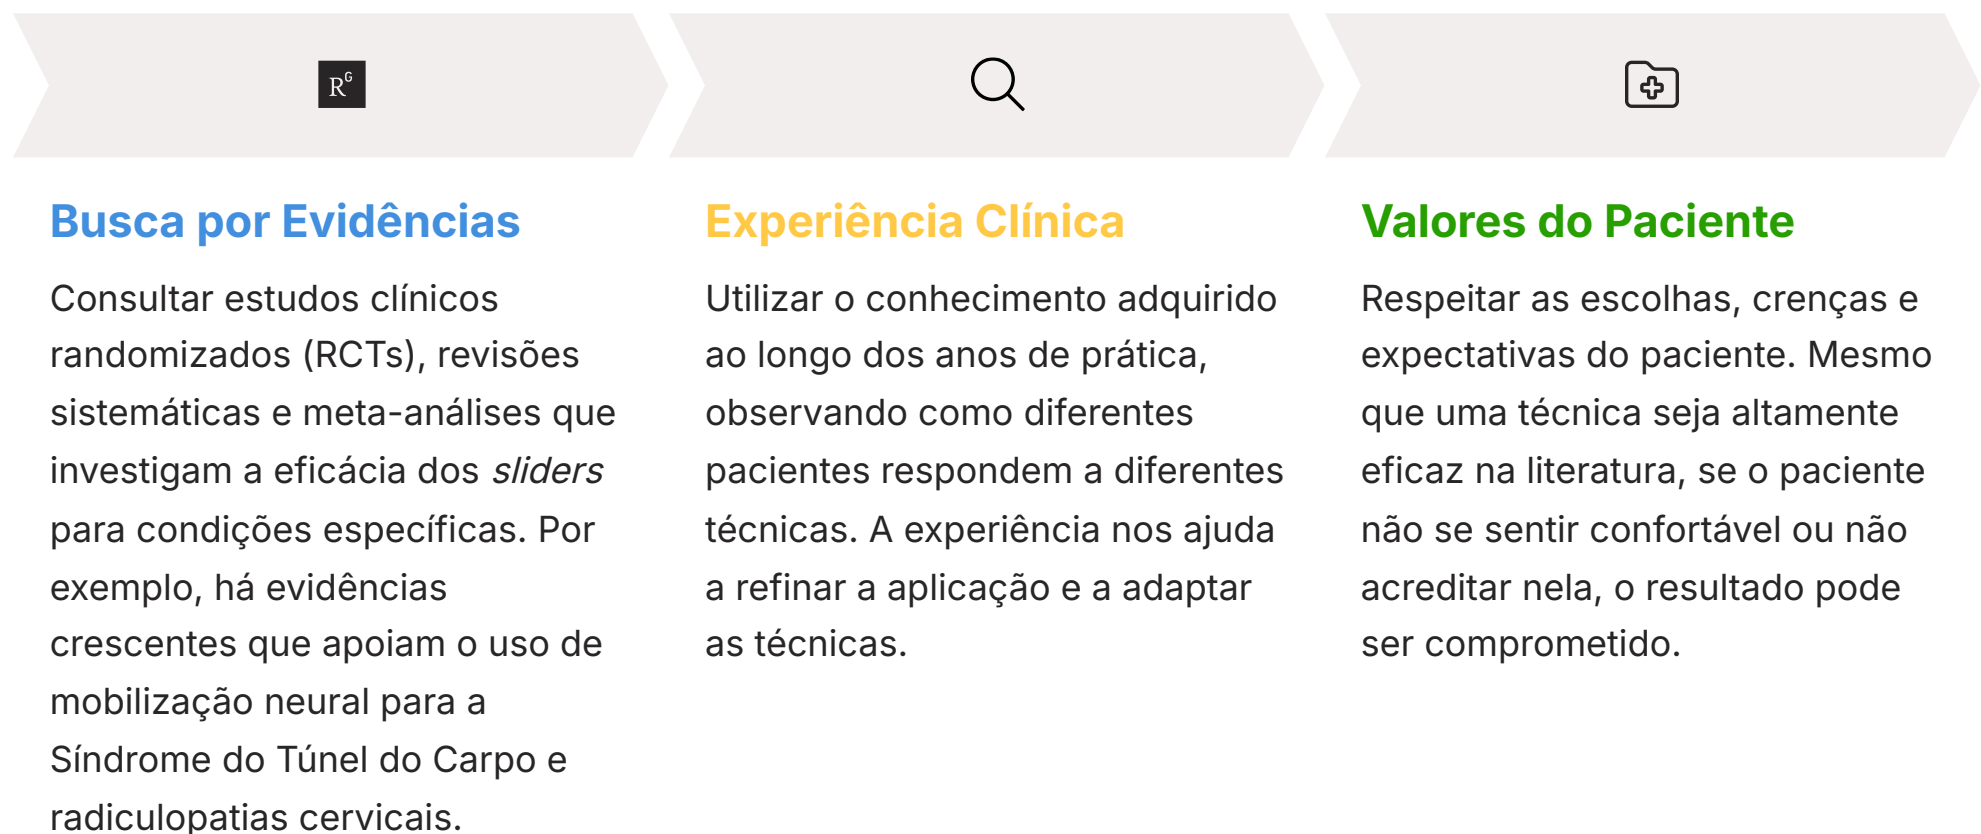 RG
Busca por Evidências
Consultar estudos clínicos
randomizados (RCTs), revisões
sistemáticas e meta-análises que
investigam a eficácia dos sliders
para condições específicas. Por
exemplo, há evidências
crescentes que apoiam o uso de
mobilização neural para a
Síndrome do Túnel do Carpo e
radiculopatias cervicais.
Experiência Clínica
Utilizar o conhecimento adquirido
ao longo dos anos de prática,
observando como diferentes
pacientes respondem a diferentes
técnicas. A experiência nos ajuda
a refinar a aplicação e a adaptar
as técnicas.
Valores do Paciente
Respeitar as escolhas, crenças e
expectativas do paciente. Mesmo
que uma técnica seja altamente
eficaz na literatura, se o paciente
não se sentir confortável ou não
acreditar nela, o resultado pode
ser comprometido.